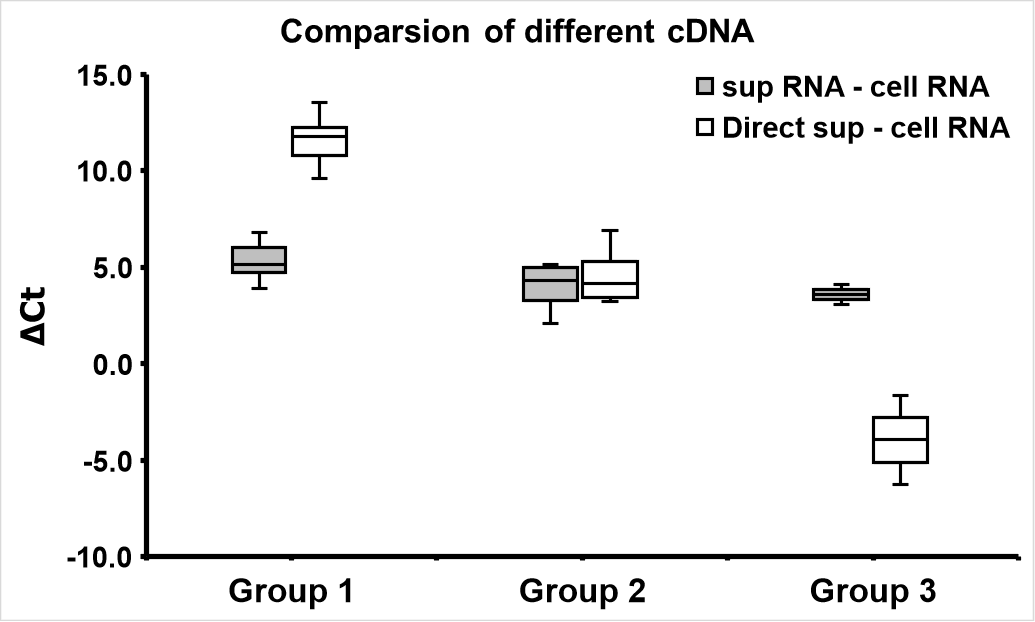 Comparsion of different cDNA
sup RNA - cell RNA
Direct sup - cell RNA
15.0
10.0
5.0
0.0
-5.0
-10.0
ΔCt
Group 1
Group 2
Group 3